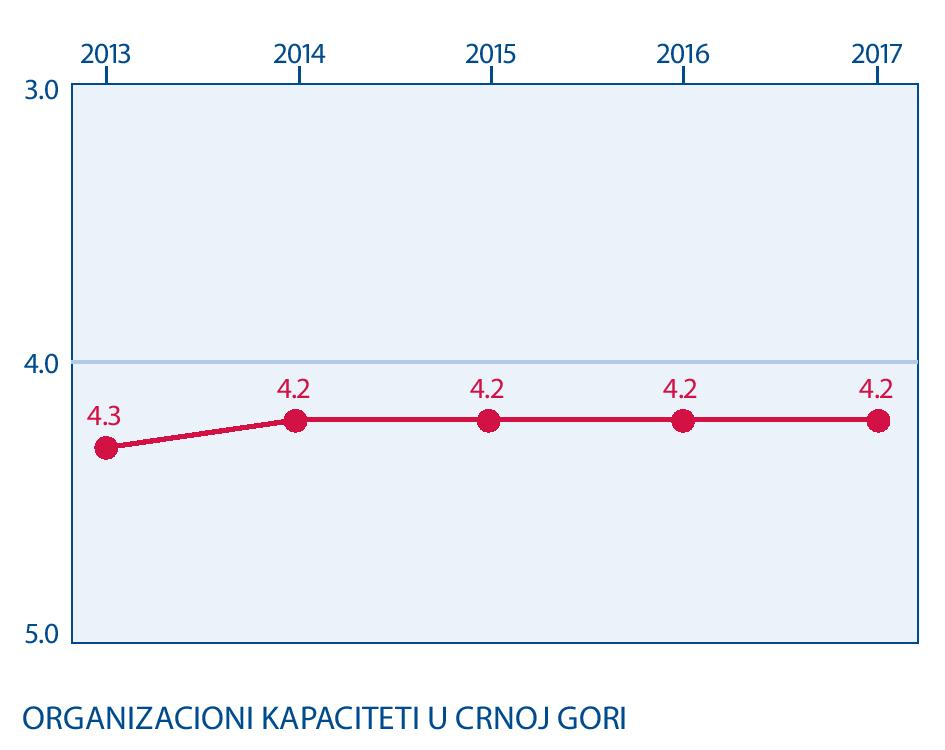 2013 2014 2015 2016 2017
3.0
4.0
4.3 4.2 4.2 4.2 4.2
5.0
ORGANIZACIONI KAPACITETI U CRNOJ GORI